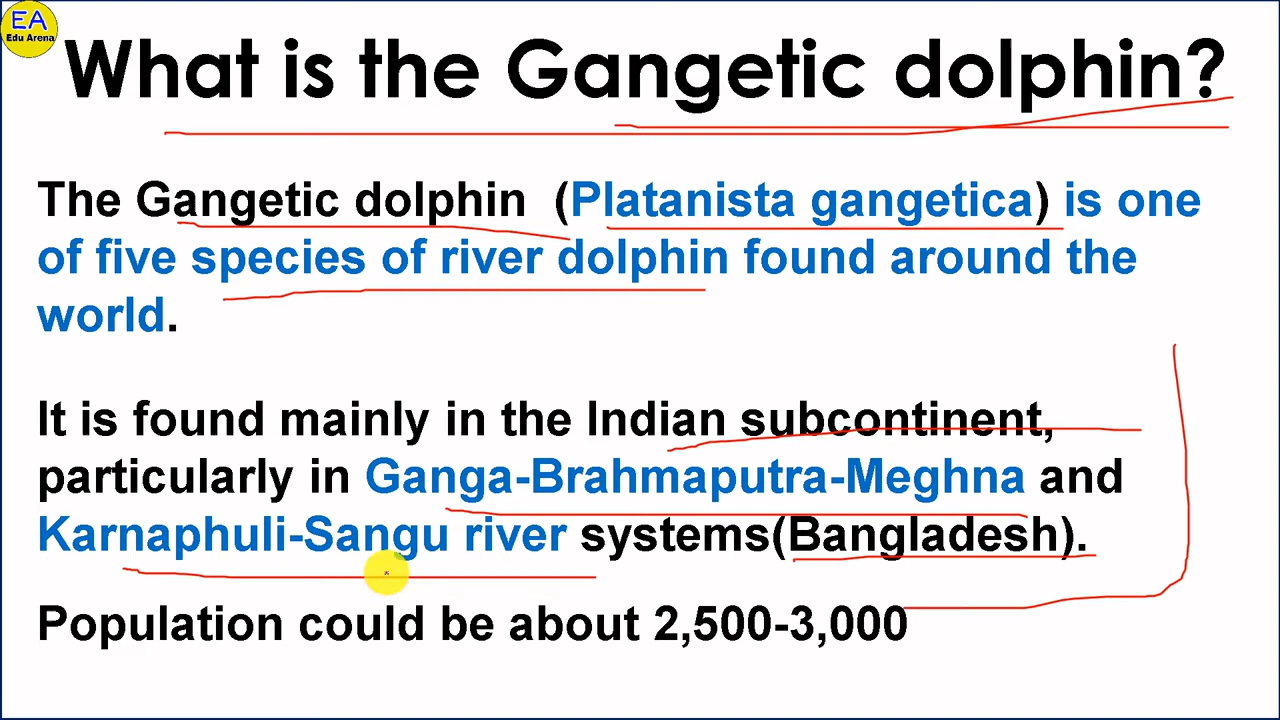 EA
Edu Arena
What is the Gangetic dolphin?
The Gangetic dolphin (Platanista gangetica) is one
of five species of river dolphin found around the
world.
It is found mainly in the Indian subcontinent,
particularly in Ganga-Brahmaputra-Meghna and
Karnaphuli-Sangu river systems(Bangladesh).
Population could be about 2,500-3,000